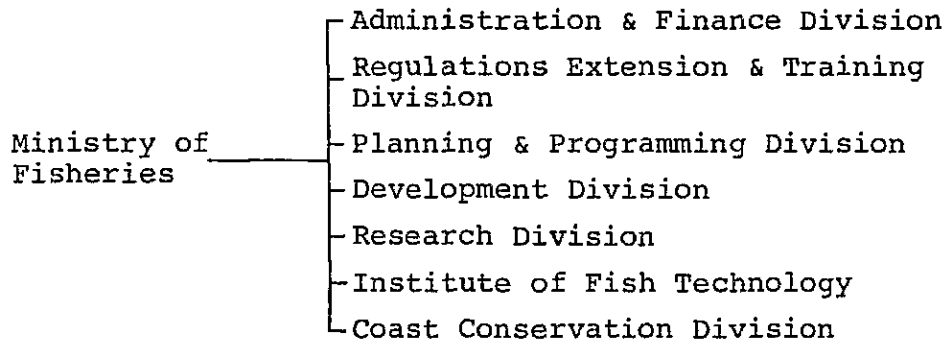 Administration & Finance Division
Regulations Extension & Training
Division
Ministry of
Fisheries
Planning & Programming Division
Development Division
Research Division
Institute of Fish Technology
Coast Conservation Division